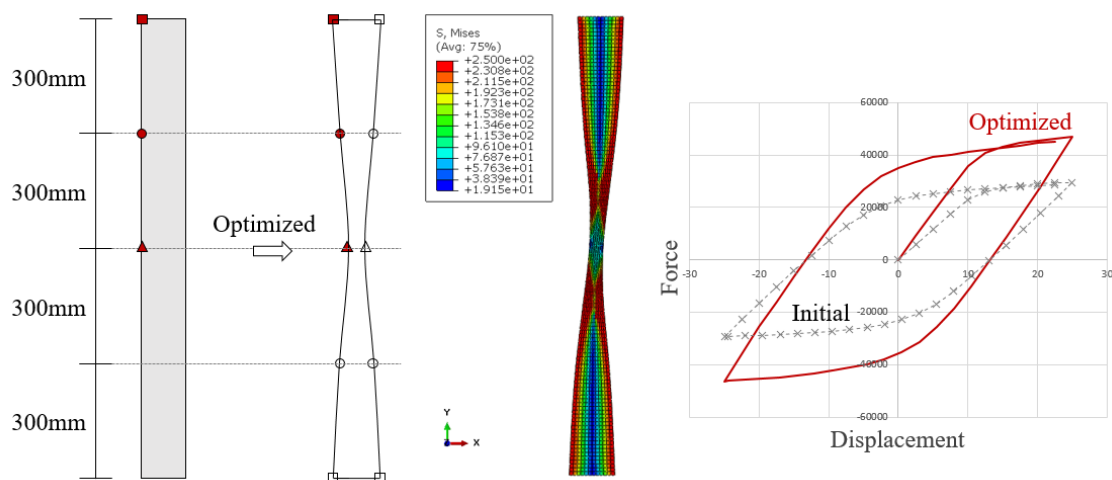 300mm
300mm
300mm
300mm
Optimized
S, Mises
(Avg: 75%)
+2.500e+02
+2.308e+02
+2.115e+02
+1.923e+02
+1.731e+02
+1.538e+02
+1.346e+02
+1.153e+02
+9.610e+01
+7.687e+01
+5.763e+01
+3.839e+01
+1.915e+01
Y
X
Force
60000
40000
20000
0
-20000
-40000
-60000
-30
-20
-10
0
10
20
30
Optimized
Initial
Displacement